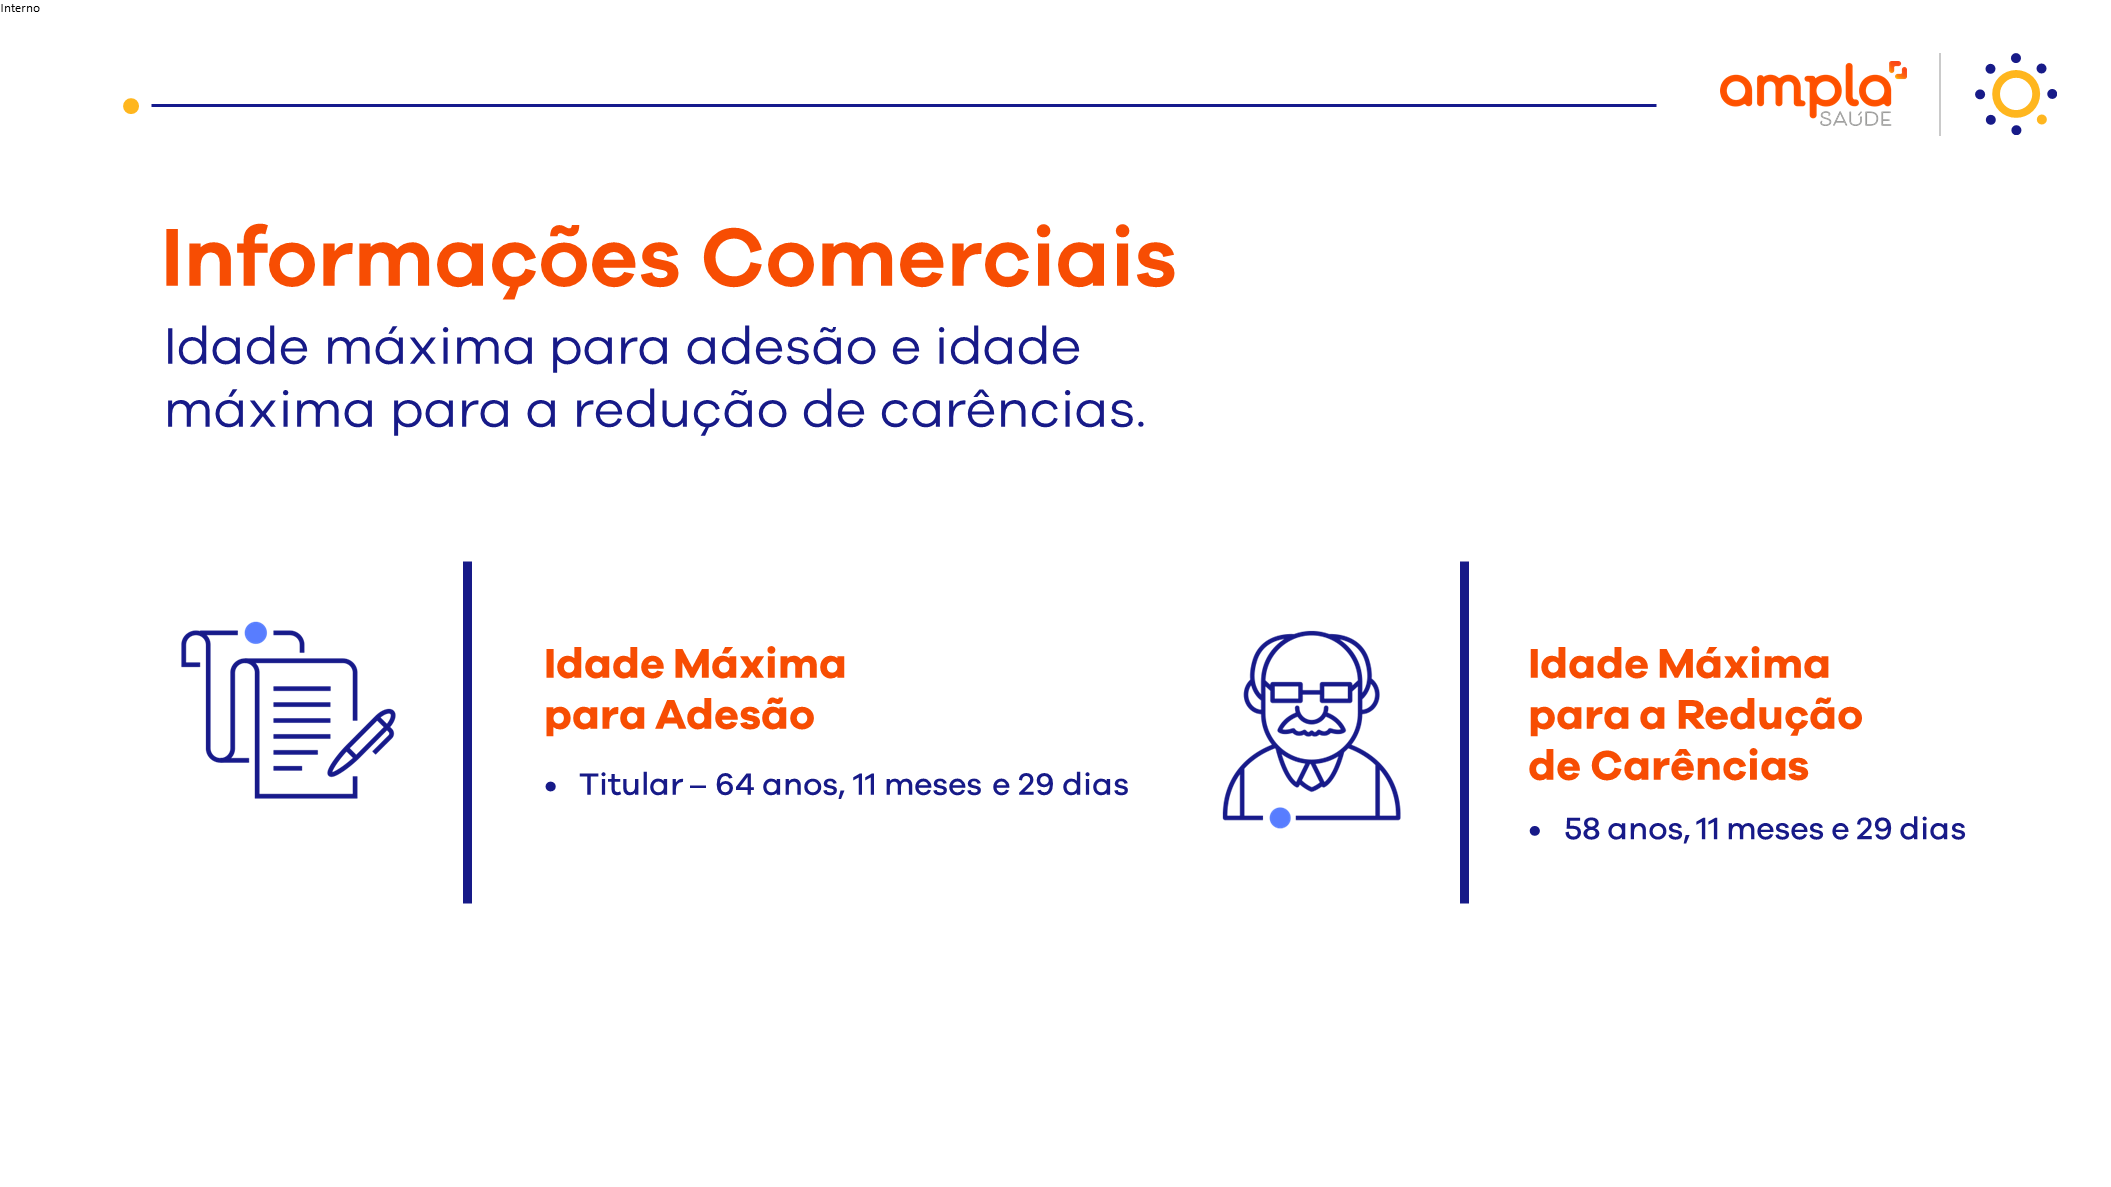 Interno
ampla
SAÚDE
Informações Comerciais
Idade máxima para adesão e idade
máxima para a redução de carências.
Idade Máxima
para Adesão
• Titular – 64 anos, 11 meses e 29 dias
Idade Máxima
para a Redução
de Carências
• 58 anos, 11 meses e 29 dias